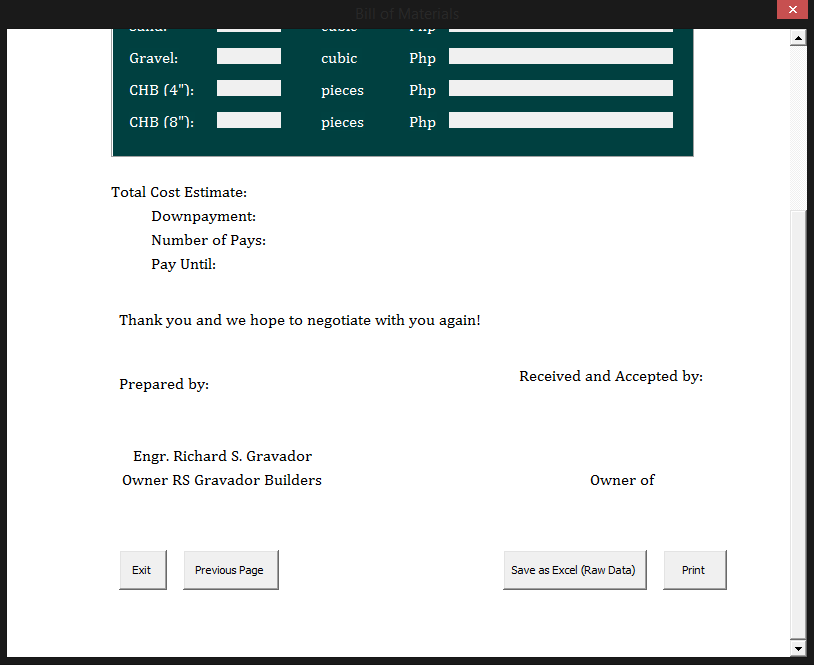 Bill of Materials
Sand: cubic Php
Gravel: cubic Php
CHB (4"): pieces Php
CHB (8"): pieces Php
Total Cost Estimate:
Downpayment:
Number of Pays:
Pay Until:
Thank you and we hope to negotiate with you again!
Received and Accepted by:
Prepared by:
Engr. Richard S. Gravador
Owner RS Gravador Builders Owner of
Exit Previous Page Save as Excel (Raw Data) Print